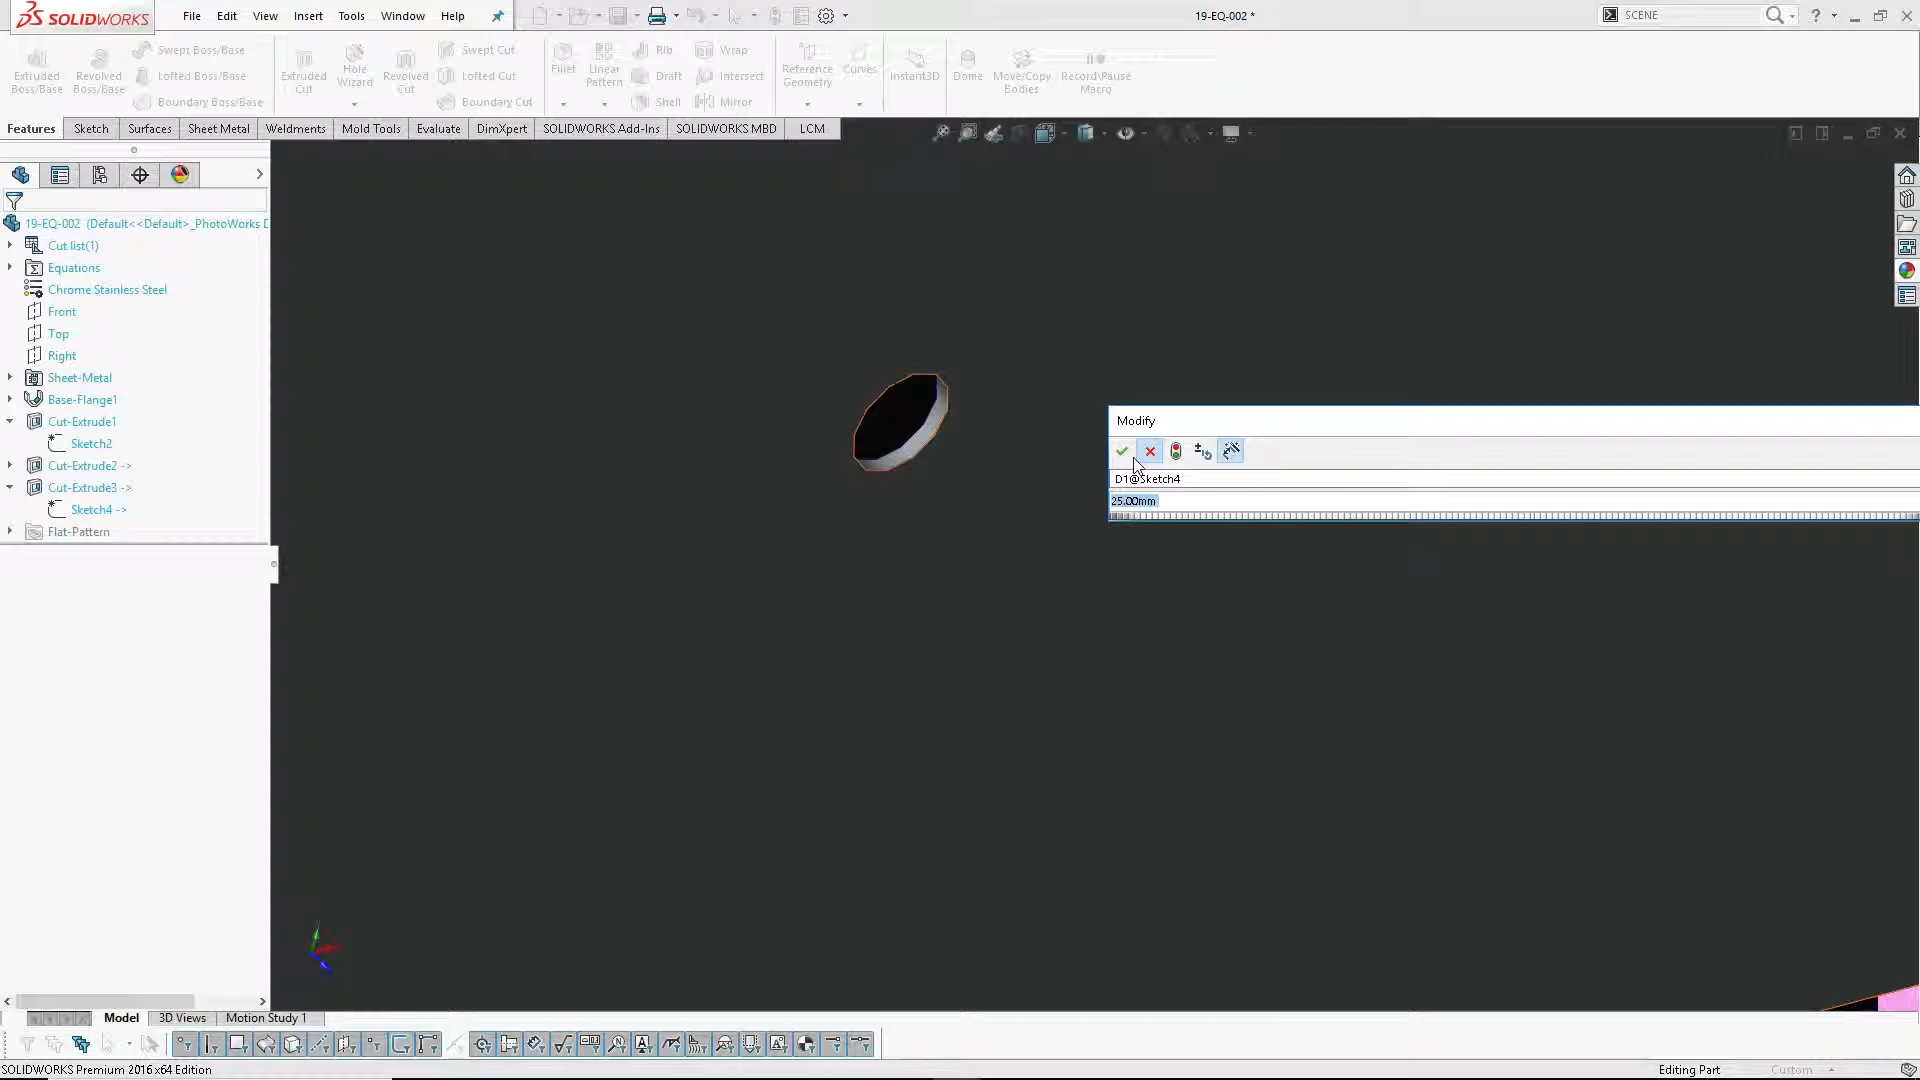 SOLIDWORKS File Edit View Insert Tools Window Help 19-EQ-002 * SCENE
Extruded Boss/Base
Revolved Boss/Base
Swept Boss/Base
Lofted Boss/Base
Boundary Boss/Base
Extruded Cut
Hole Wizard
Revolved Cut
Swept Cut
Lofted Cut
Boundary Cut
Fillet
Linear Pattern
Rib
Draft
Shell
Wrap
Intersect
Mirror
Reference Geometry
Curves
Instant3D
Dome
Move/Copy Bodies
Record\Pause Macro
Features Sketch Surfaces Sheet Metal Weldments Mold Tools Evaluate DimXpert SOLIDWORKS Add-Ins SOLIDWORKS MBD LCM
19-EQ-002 (Default<<Default>_PhotoWorks D
Cut list(1)
Equations
Chrome Stainless Steel
Front
Top
Right
Sheet-Metal
Base-Flange1
Cut-Extrude1
Sketch2
Cut-Extrude2 ->
Cut-Extrude3 ->
Sketch4 ->
Flat-Pattern
Modify
D1@Sketch4
25.00mm
Model 3D Views Motion Study 1
SOLIDWORKS Premium 2016 x64 Edition Editing Part Custom